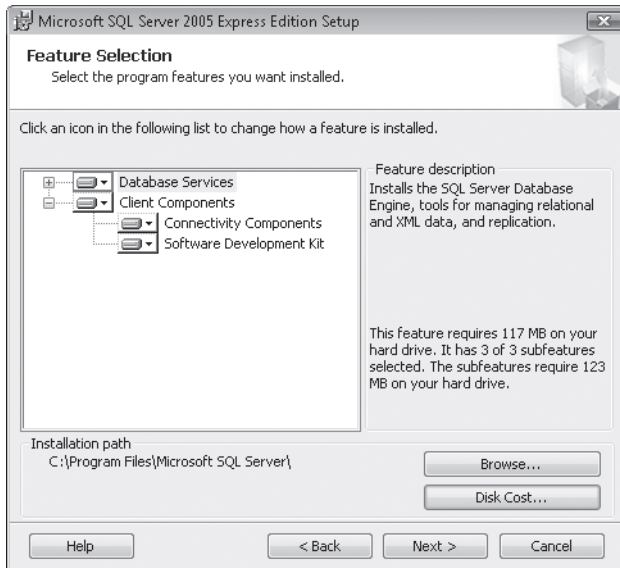 Microsoft SQL Server 2005 Express Edition Setup
Feature Selection
Select the program features you want installed.
Click an icon in the following list to change how a feature is installed.
Database Services
Client Components
Connectivity Components
Software Development Kit
Feature description
Installs the SQL Server Database
Engine, tools for managing relational
and XML data, and replication.
This feature requires 117 MB on your
hard drive. It has 3 of 3 subfeatures
selected. The subfeatures require 123
MB on your hard drive.
Installation path
C:\Program Files\Microsoft SQL Server\
Browse...
Disk Cost...
Help
< Back
Next >
Cancel